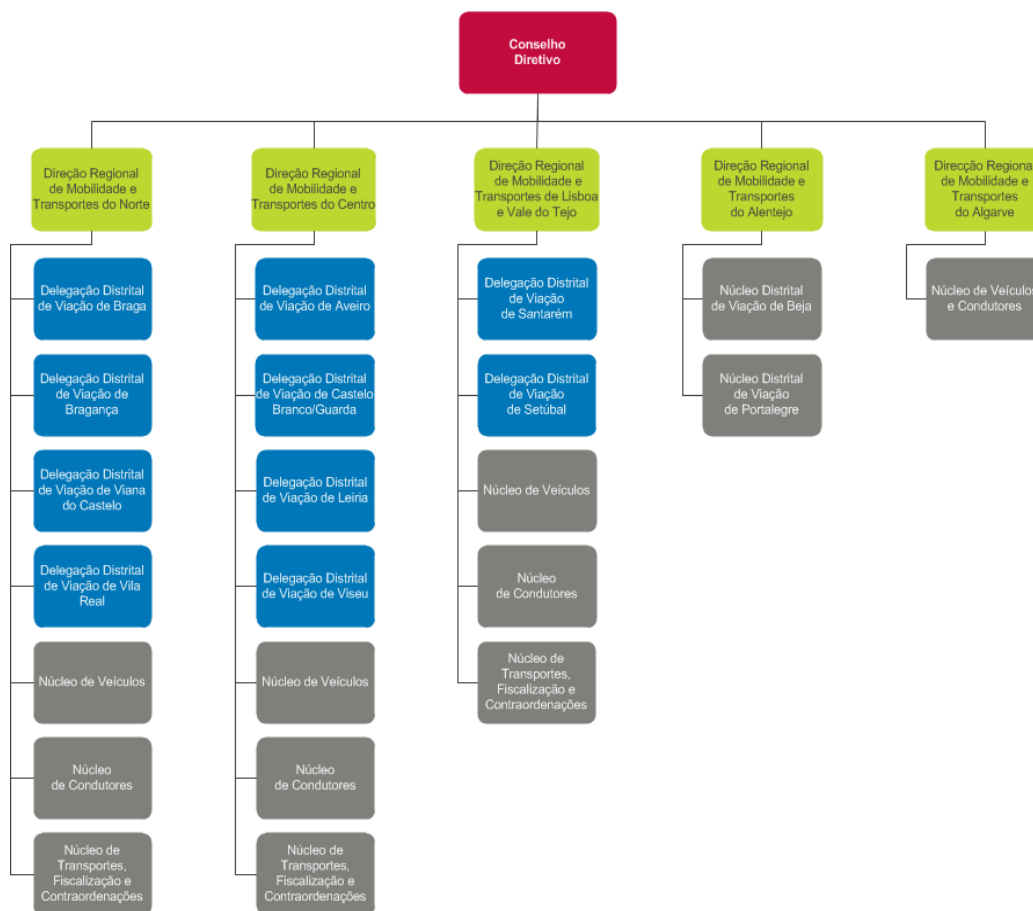 Conselho
Diretivo
Direção Regional
de Mobilidade e
Transportes do Norte
Delegação Distrital
de Viação de Braga
Delegação Distrital
de Viação de
Bragança
Delegação Distrital
de Viação de Viana
do Castelo
Delegação Distrital
de Viação de Vila
Real
Núcleo de Veículos
Núcleo
de Condutores
Núcleo de
Transportes,
Fiscalização e
Contraordenações
Direção Regional
de Mobilidade e
Transportes do Centro
Delegação Distrital
de Viação de Aveiro
Delegação Distrital
de Viação de Castelo
Branco/Guarda
Delegação Distrital
de Viação de Leiria
Delegação Distrital
de Viação de Viseu
Núcleo de Veículos
Núcleo
de Condutores
Núcleo de
Transportes,
Fiscalização e
Contraordenações
Direção Regional
de Mobilidade e
Transportes de Lisboa
e Vale do Tejo
Delegação Distrital
de Viação
de Santarém
Delegação Distrital
de Viação
de Setúbal
Núcleo de Veículos
Núcleo
de Condutores
Núcleo de
Transportes,
Fiscalização e
Contraordenações
Direção Regional
de Mobilidade e
Transportes
do Alentejo
Núcleo Distrital
de Viação de Beja
Núcleo Distrital
de Viação
de Portalegre
Direcção Regional
de Mobilidade e
Transportes
do Algarve
Núcleo de Veículos
e Condutores